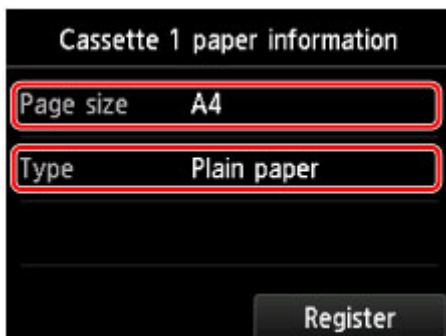 Cassette 1 paper information
Page size A4
Type Plain paper
Register